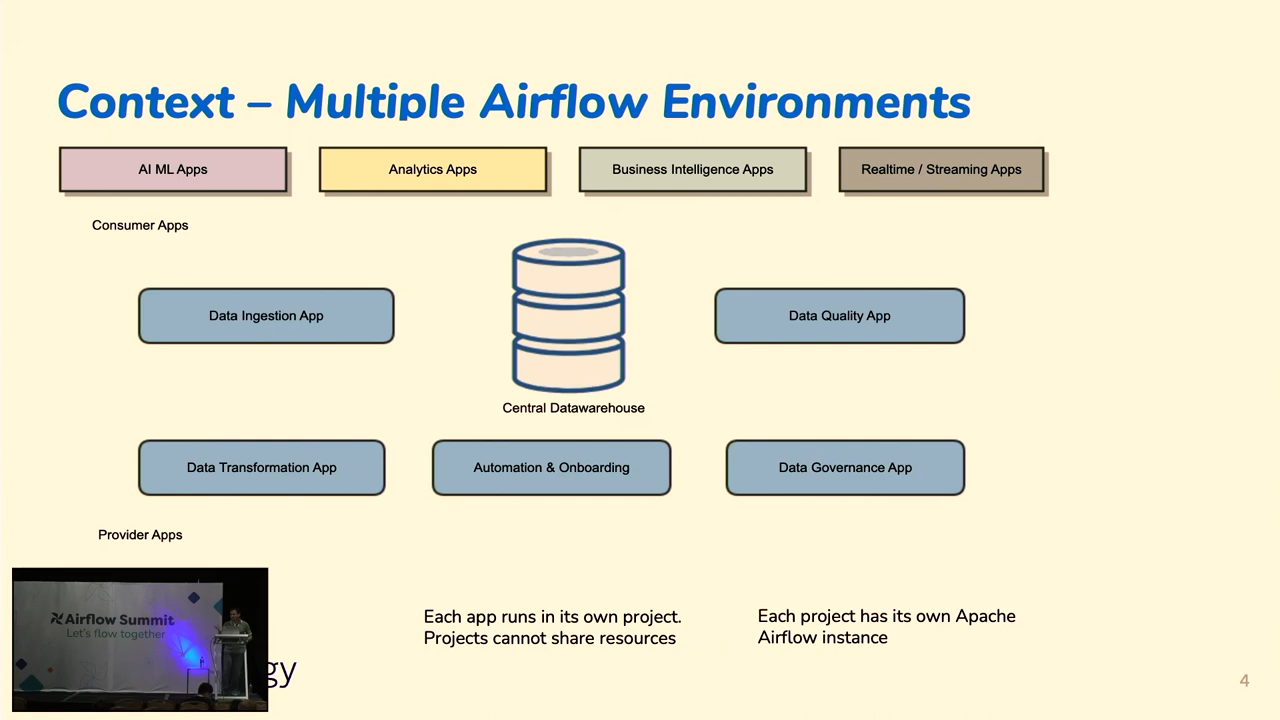 Context – Multiple Airflow Environments
AI ML Apps
Analytics Apps
Business Intelligence Apps
Realtime / Streaming Apps
Consumer Apps
Data Ingestion App
Data Quality App
Central Datawarehouse
Data Transformation App
Automation & Onboarding
Data Governance App
Provider Apps
Each app runs in its own project.
Projects cannot share resources
Each project has its own Apache
Airflow instance
Airflow Summit
Let's flow together
gy
4